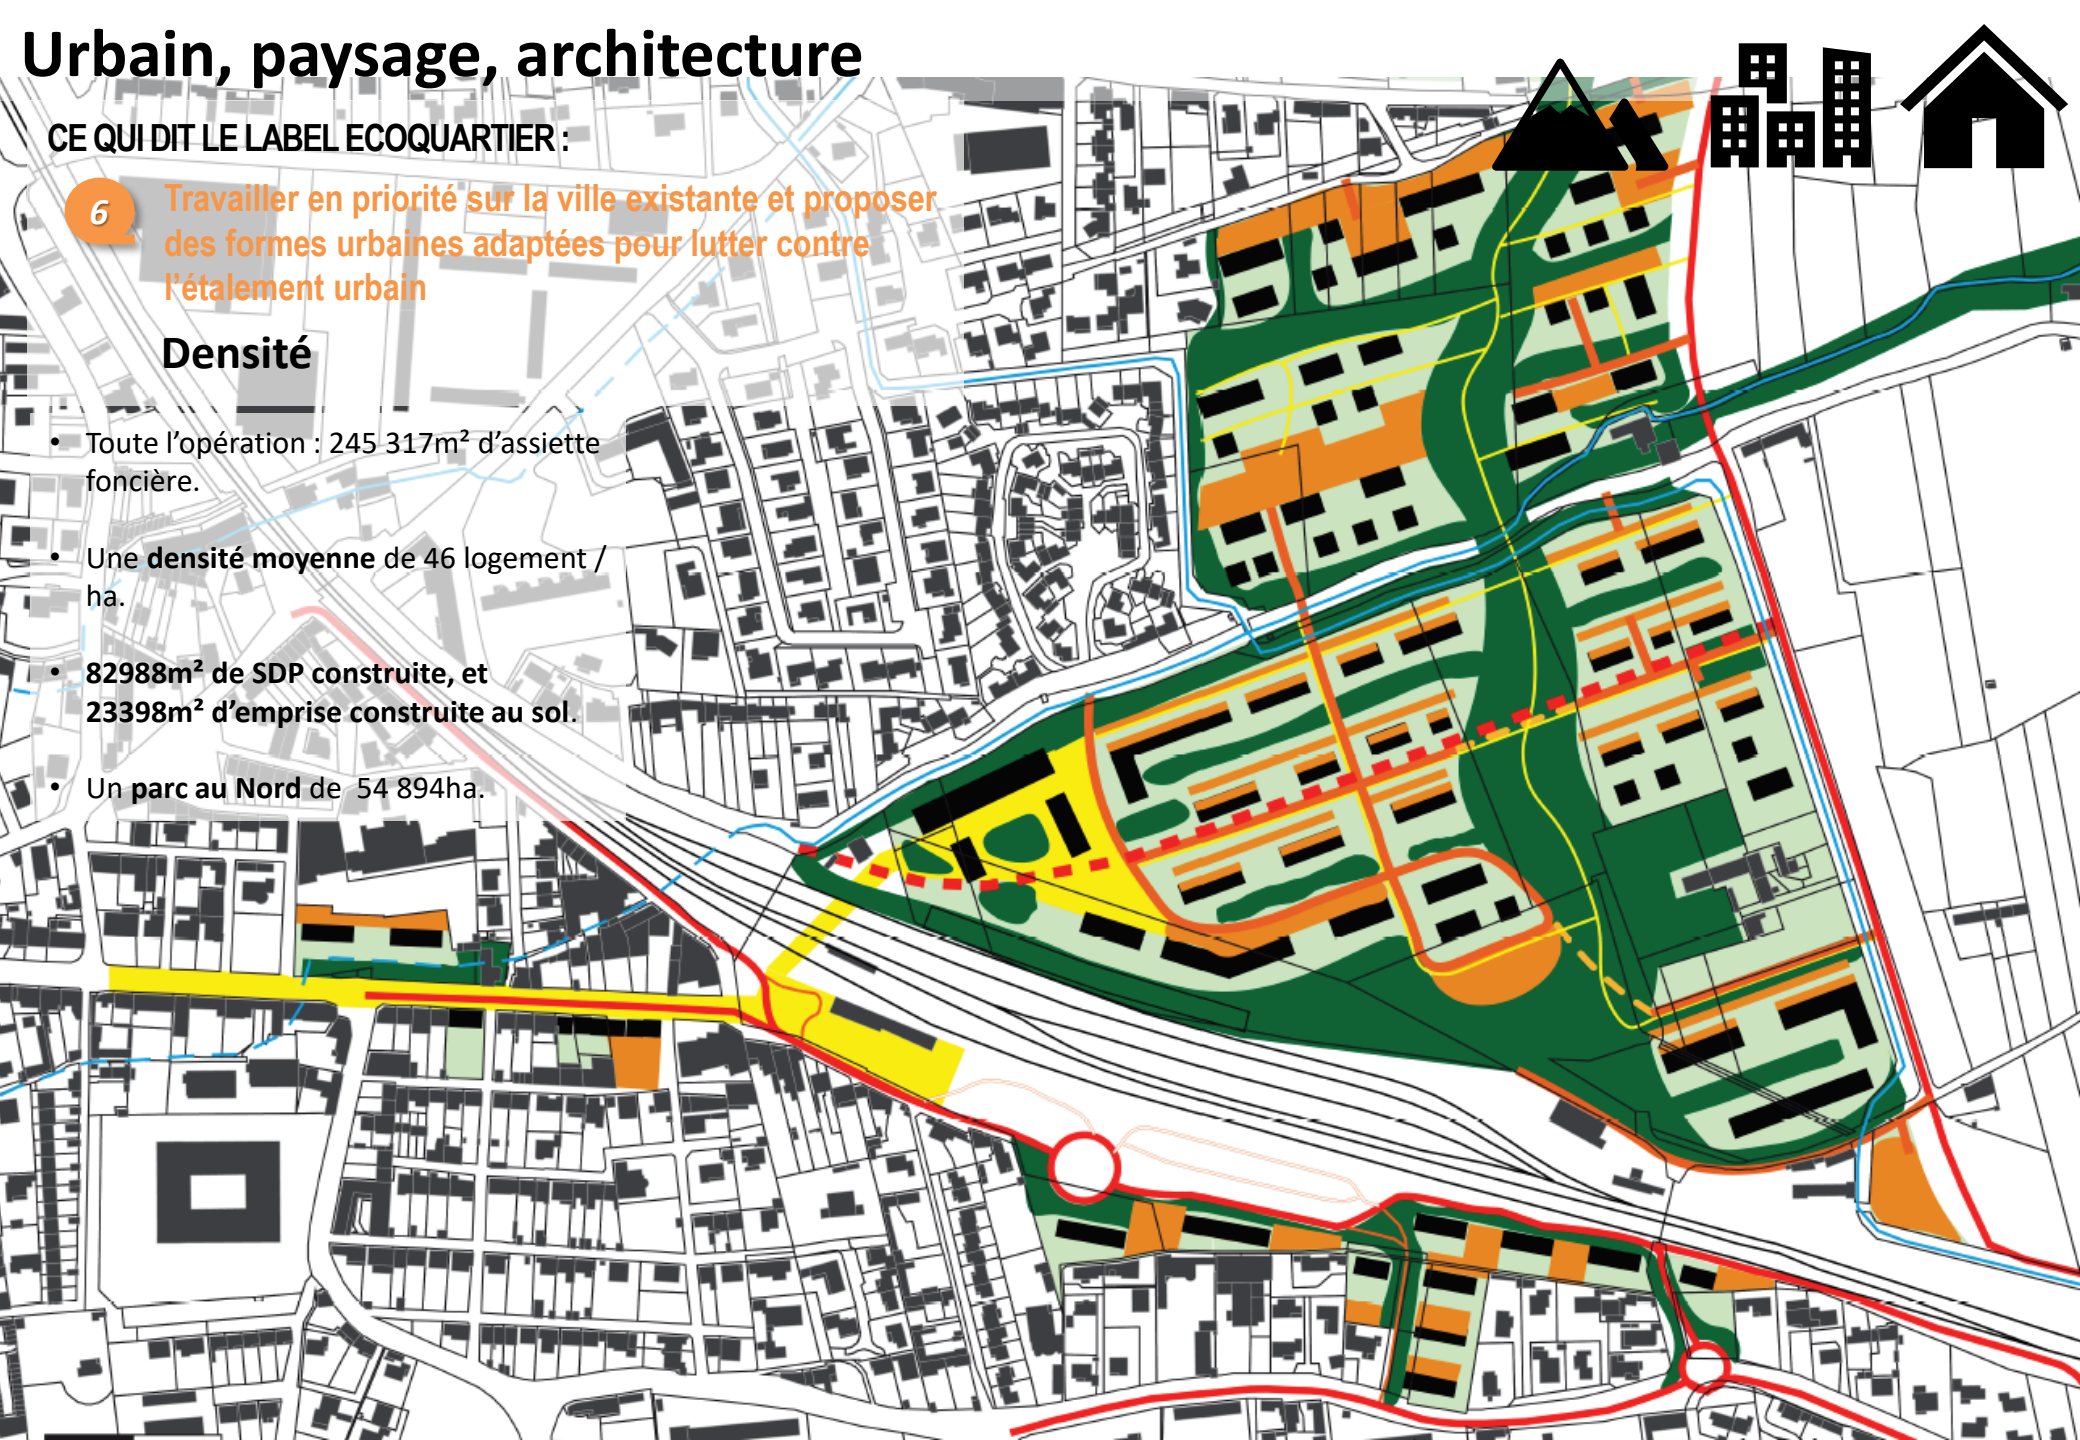 Urbain, paysage, architecture
CE QUI DIT LE LABEL ECOQUARTIER :
6
Travailler en priorité sur la ville existante et proposer
des formes urbaines adaptées pour lutter contre
l’étalement urbain
Densité
• Toute l’opération : 245 317m² d’assiette
foncière.
• Une densité moyenne de 46 logement /
ha.
• 82988m² de SDP construite, et
23398m² d’emprise construite au sol.
• Un parc au Nord de 54 894ha.